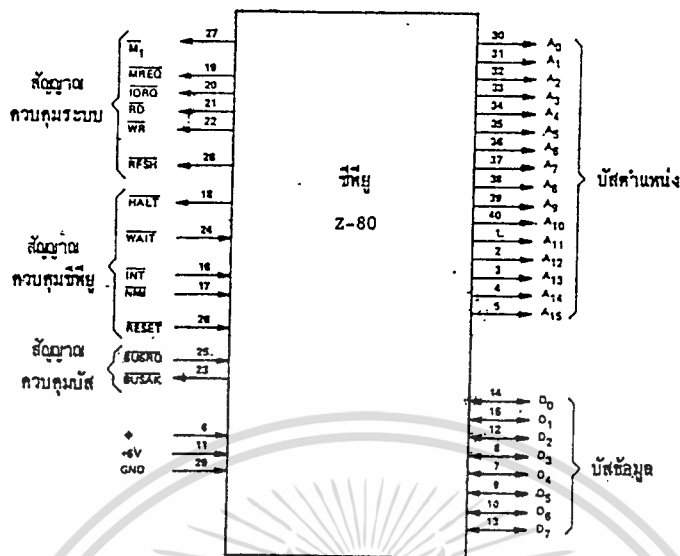 สัญญาณ
ควบคุมระบบ
M1 27
MREQ 19
IORQ 20
RD 21
WR 22
RFSH 28
สัญญาณ
ควบคุมซีพียู
HALT 18
WAIT 24
INT 16
NMI 17
RESET 26
สัญญาณ
ควบคุมบัส
BUSRQ 25
BUSAK 23
Φ 6
+5V 11
GND 29
ซีพียู
Z-80
30 A0
31 A1
32 A2
33 A3
34 A4
35 A5
36 A6
37 A7
38 A8
39 A9
40 A10
1 A11
2 A12
3 A13
4 A14
5 A15
บัสตำแหน่ง
14 D0
15 D1
12 D2
8 D3
7 D4
9 D5
10 D6
13 D7
บัสข้อมูล